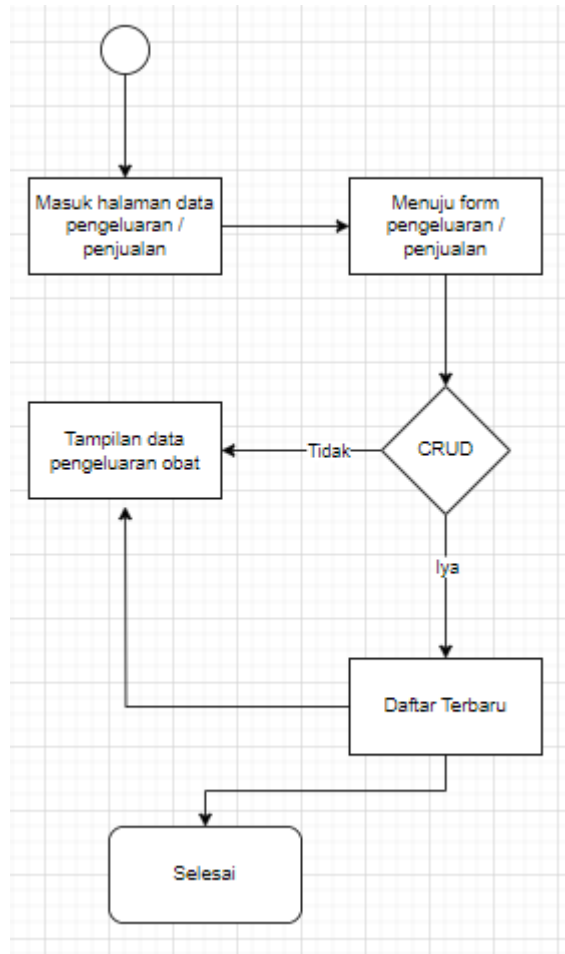 Masuk halaman data
pengeluaran /
penjualan
Menuju form
pengeluaran /
penjualan
Tampilan data
pengeluaran obat
Tidak
CRUD
Iya
Daftar Terbaru
Selesai